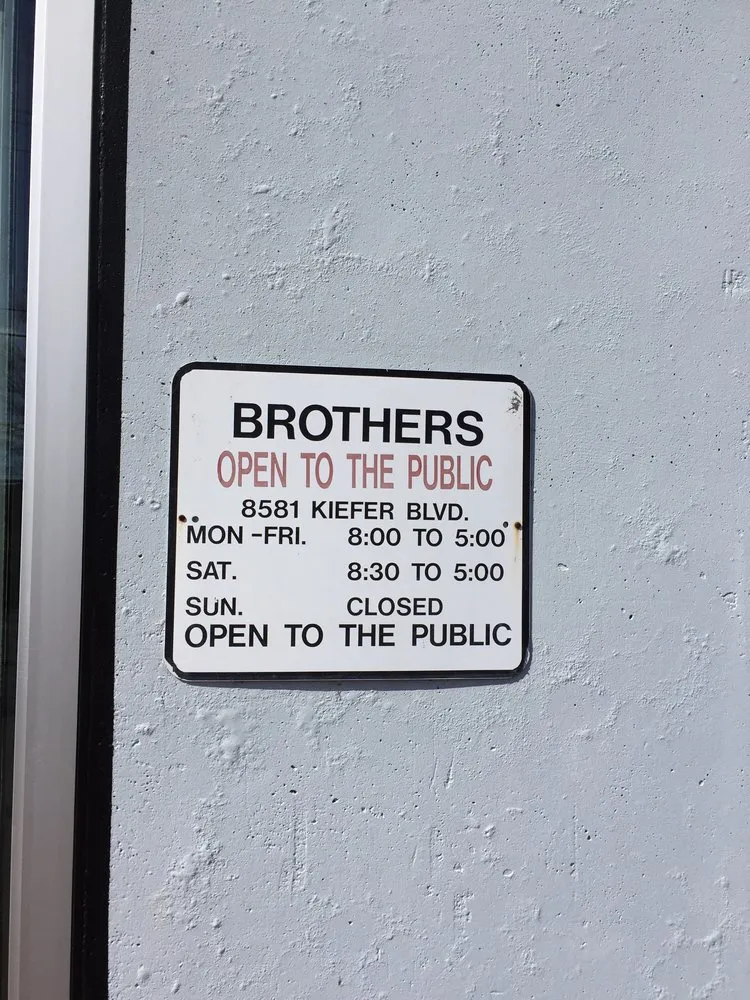 BROTHERS
OPEN TO THE PUBLIC
8581 KIEFER BLVD.
MON -FRI. 8:00 TO 5:00
SAT. 8:30 TO 5:00
SUN. CLOSED
OPEN TO THE PUBLIC